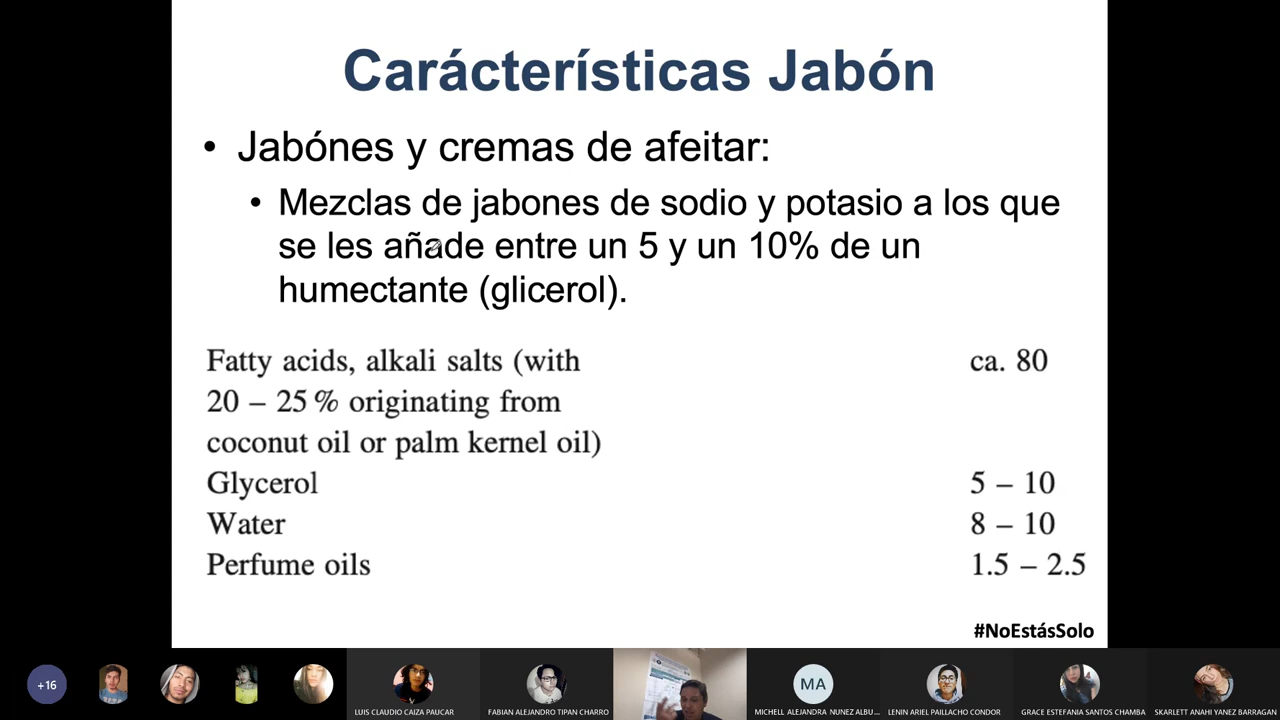 Carácterísticas Jabón
• Jabónes y cremas de afeitar:
• Mezclas de jabones de sodio y potasio a los que
se les añade entre un 5 y un 10% de un
humectante (glicerol).
Fatty acids, alkali salts (with ca. 80
20 – 25 % originating from
coconut oil or palm kernel oil)
Glycerol 5 – 10
Water 8 – 10
Perfume oils 1.5 – 2.5
#NoEstásSolo
+16
MA
LUIS CLAUDIO CAIZA PAUCAR
FABIAN ALEJANDRO TIPAN CHARRO
MICHELL ALEJANDRA NUNEZ ALBU...
LENIN ARIEL PAILLACHO CONDOR
GRACE ESTEFANIA SANTOS CHAMBA
SKARLETT ANAHI YANEZ BARRAGAN